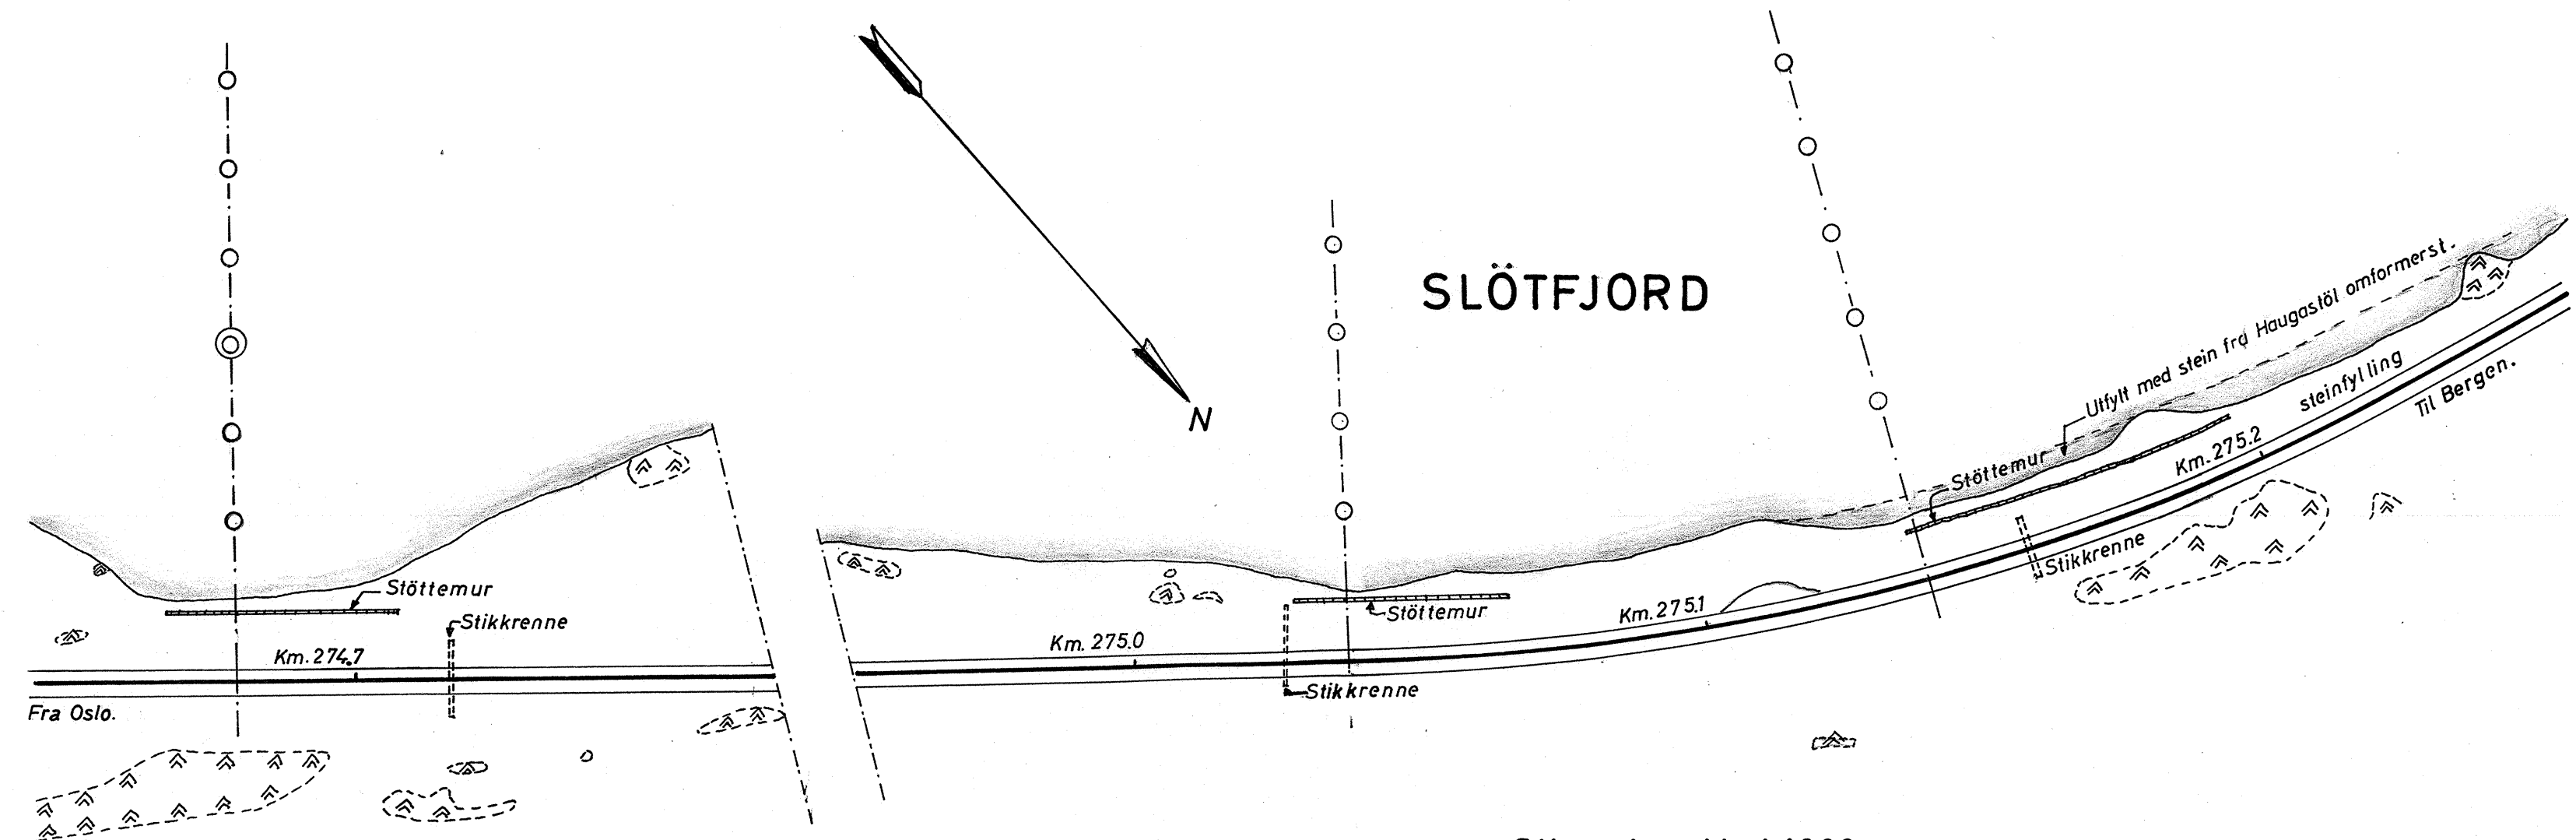 N
SLÖTFJORD
Utfylt med stein fra Haugastöl omformerst.
steinfylling
Til Bergen.
Stöttemur
Km. 275.2
Stikkrenne
Stöttemur
Stikkrenne
Km. 274.7
Fra Oslo.
Km. 275.0
Stöttemur
Stikkrenne
Km. 275.1